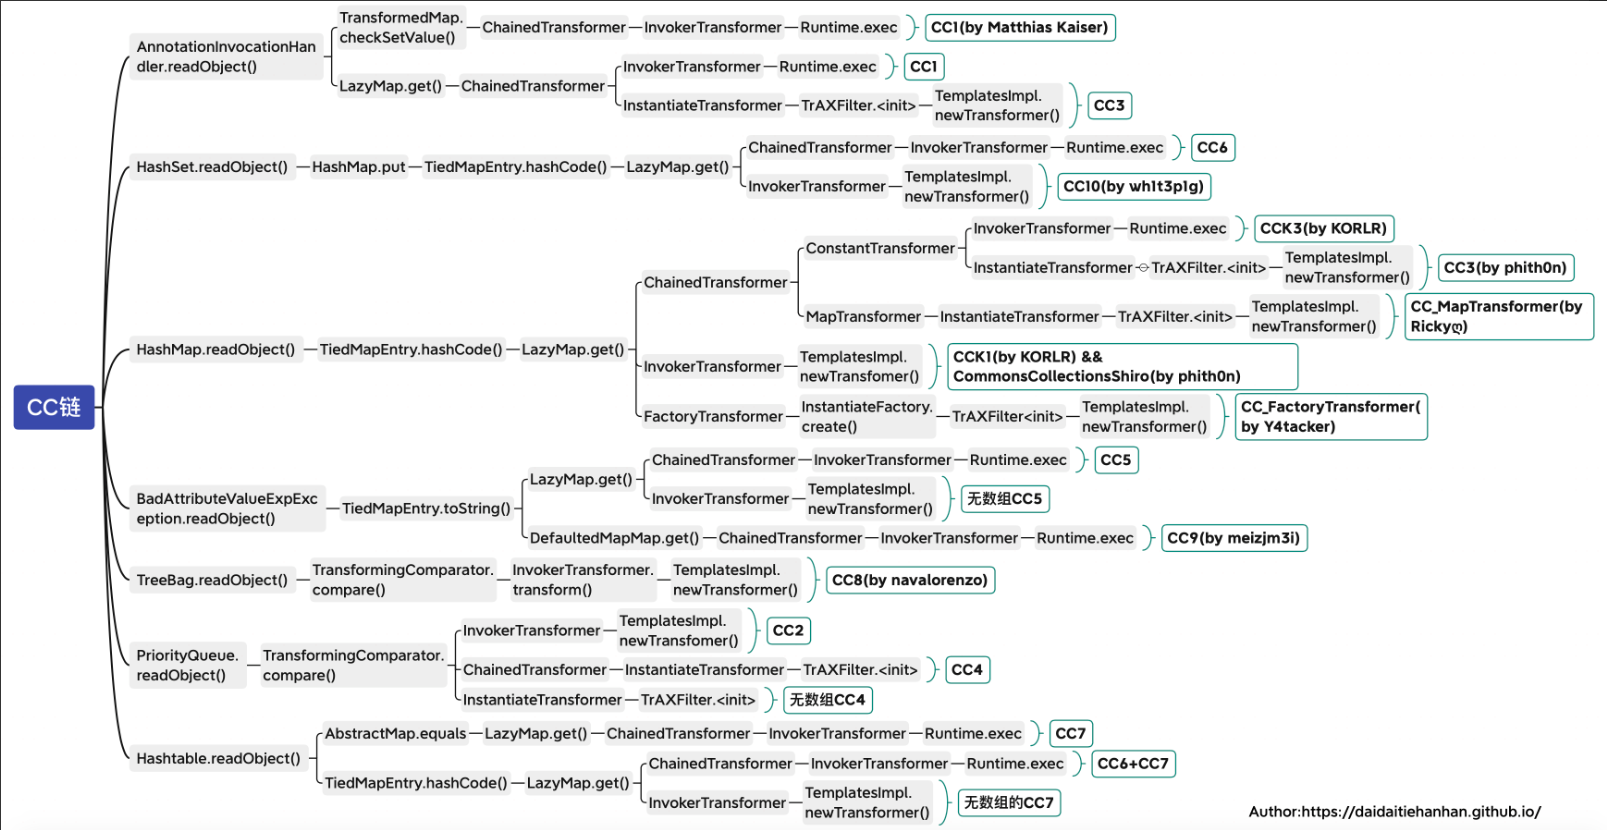 CC链
AnnotationInvocationHan
dler.readObject()
TransformedMap.
checkSetValue()
ChainedTransformer
InvokerTransformer
Runtime.exec
CC1(by Matthias Kaiser)
LazyMap.get()
ChainedTransformer
InvokerTransformer
Runtime.exec
CC1
InstantiateTransformer
TrAXFilter.<init>
TemplatesImpl.
newTransformer()
CC3
HashSet.readObject()
HashMap.put
TiedMapEntry.hashCode()
LazyMap.get()
ChainedTransformer
InvokerTransformer
Runtime.exec
CC6
InvokerTransformer
TemplatesImpl.
newTransformer()
CC10(by wh1t3p1g)
HashMap.readObject()
TiedMapEntry.hashCode()
LazyMap.get()
ChainedTransformer
ConstantTransformer
InvokerTransformer
Runtime.exec
CCK3(by KORLR)
InstantiateTransformer
TrAXFilter.<init>
TemplatesImpl.
newTransformer()
CC3(by phith0n)
MapTransformer
InstantiateTransformer
TrAXFilter.<init>
TemplatesImpl.
newTransformer()
CC_MapTransformer(by
Rickyღ)
InvokerTransformer
TemplatesImpl.
newTransfomer()
CCK1(by KORLR) &&
CommonsCollectionsShiro(by phith0n)
FactoryTransformer
InstantiateFactory.
create()
TrAXFilter<init>
TemplatesImpl.
newTransformer()
CC_FactoryTransformer(
by Y4tacker)
BadAttributeValueExpExc
eption.readObject()
TiedMapEntry.toString()
LazyMap.get()
ChainedTransformer
InvokerTransformer
Runtime.exec
CC5
InvokerTransformer
TemplatesImpl.
newTransformer()
无数组CC5
DefaultedMapMap.get()
ChainedTransformer
InvokerTransformer
Runtime.exec
CC9(by meizjm3i)
TreeBag.readObject()
TransformingComparator.
compare()
InvokerTransformer.
transform()
TemplatesImpl.
newTransformer()
CC8(by navalorenzo)
PriorityQueue.
readObject()
TransformingComparator.
compare()
InvokerTransformer
TemplatesImpl.
newTransfomer()
CC2
ChainedTransformer
InstantiateTransformer
TrAXFilter.<init>
CC4
InstantiateTransformer
TrAXFilter.<init>
无数组CC4
Hashtable.readObject()
AbstractMap.equals
LazyMap.get()
ChainedTransformer
InvokerTransformer
Runtime.exec
CC7
TiedMapEntry.hashCode()
LazyMap.get()
ChainedTransformer
InvokerTransformer
Runtime.exec
CC6+CC7
InvokerTransformer
TemplatesImpl.
newTransformer()
无数组的CC7
Author:https://daidaitiehanhan.github.io/